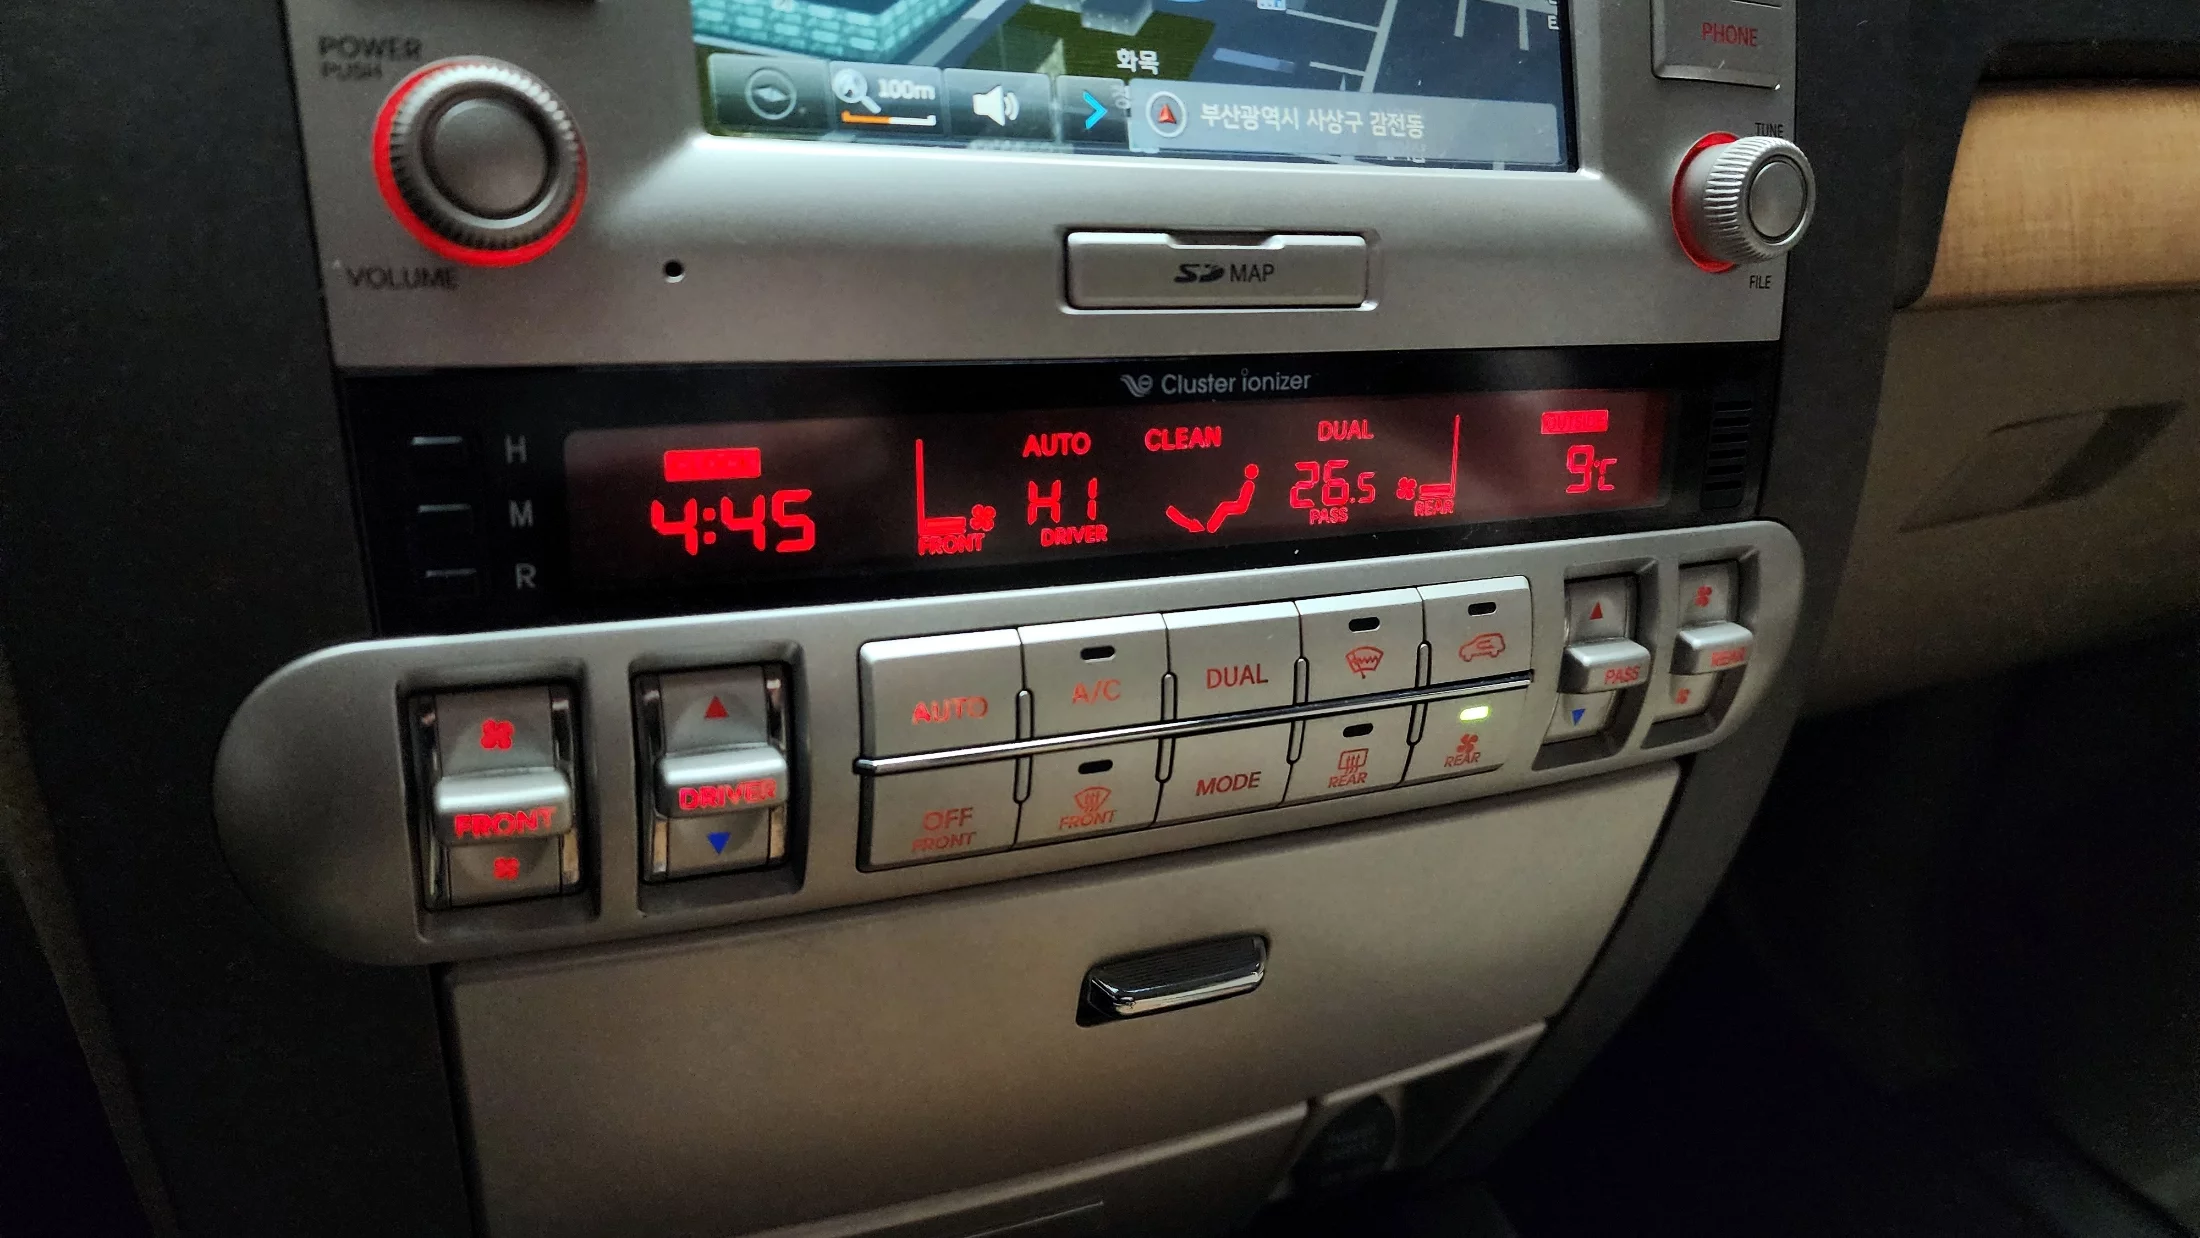 POWER
PUSH
VOLUME
화목
100m
부산광역시 사상구 감전동
PHONE
TUNE
FILE
SD MAP
Cluster ionizer
H
M
R
4:45
AUTO
CLEAN
DUAL
OUTSIDE
HI
26.5
9℃
FRONT
DRIVER
PASS
REAR
AUTO
A/C
DUAL
PASS
REAR
FRONT
DRIVER
OFF
FRONT
FRONT
MODE
REAR
REAR